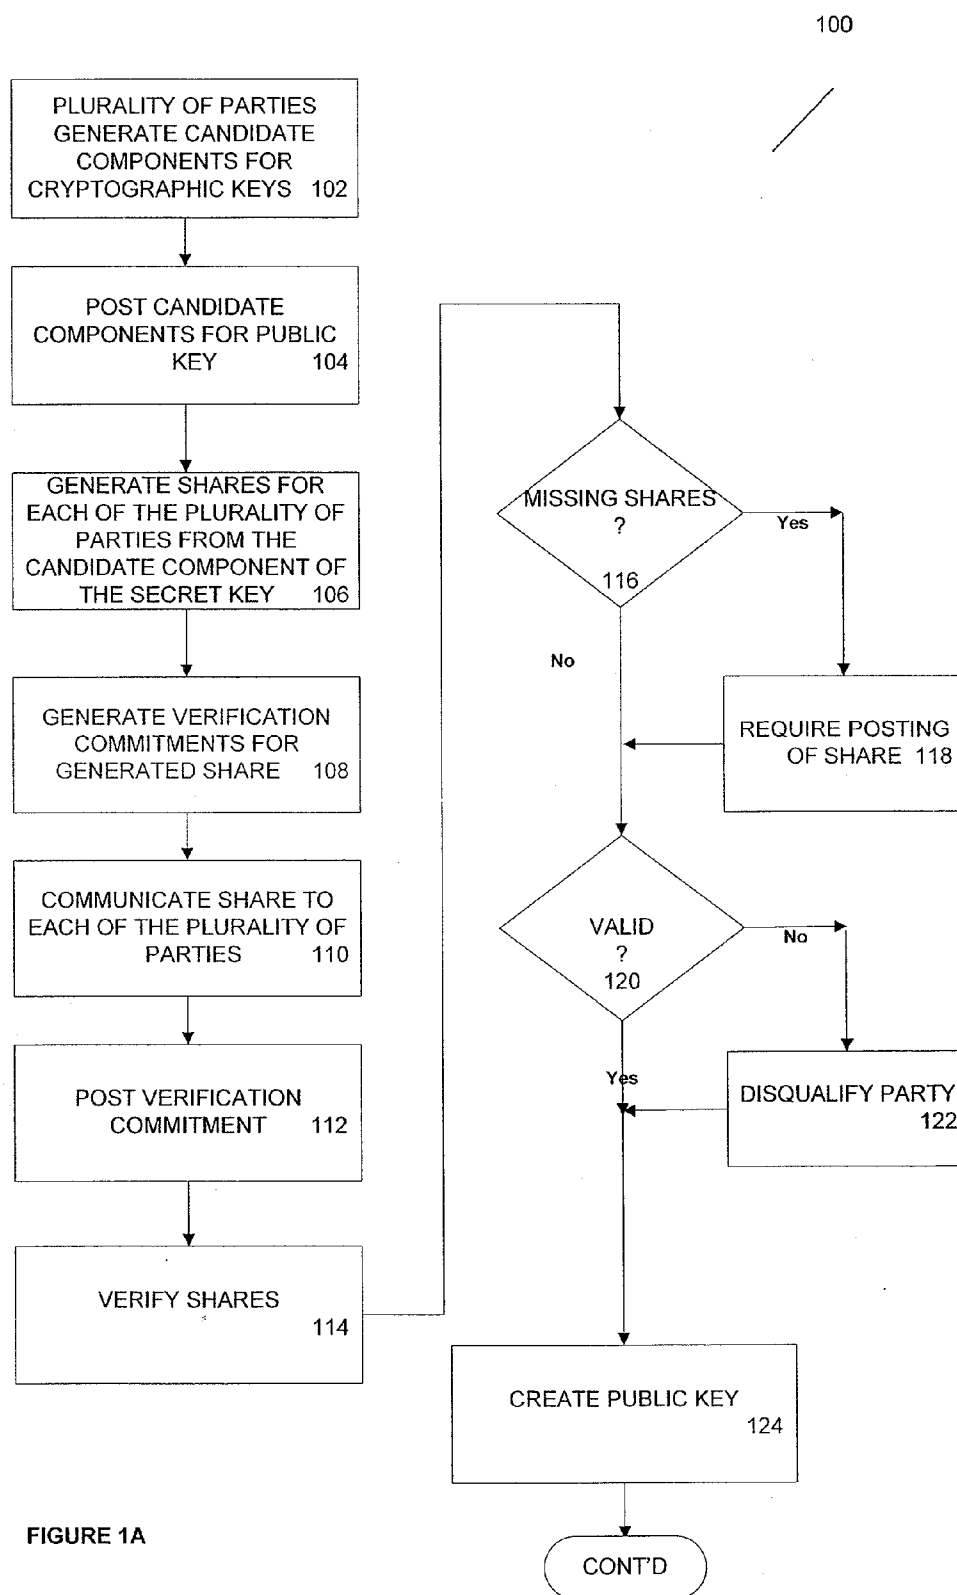 100
PLURALITY OF PARTIES
GENERATE CANDIDATE
COMPONENTS FOR
CRYPTOGRAPHIC KEYS 102
POST CANDIDATE
COMPONENTS FOR PUBLIC
KEY 104
GENERATE SHARES FOR
EACH OF THE PLURALITY OF
PARTIES FROM THE
CANDIDATE COMPONENT OF
THE SECRET KEY 106
GENERATE VERIFICATION
COMMITMENTS FOR
GENERATED SHARE 108
COMMUNICATE SHARE TO
EACH OF THE PLURALITY OF
PARTIES 110
POST VERIFICATION
COMMITMENT 112
VERIFY SHARES
114
MISSING SHARES
?
116
Yes
No
REQUIRE POSTING
OF SHARE 118
VALID
?
120
No
Yes
DISQUALIFY PARTY
122
CREATE PUBLIC KEY
124
CONT'D
FIGURE 1A